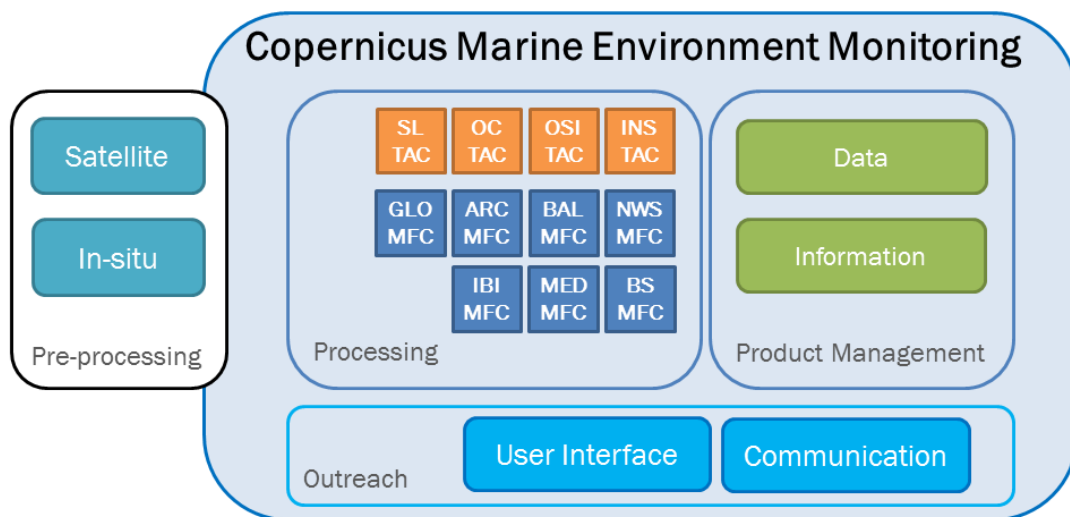 Copernicus Marine Environment Monitoring
Satellite
In-situ
Pre-processing
SL
TAC
OC
TAC
OSI
TAC
INS
TAC
GLO
MFC
ARC
MFC
BAL
MFC
NWS
MFC
IBI
MFC
MED
MFC
BS
MFC
Processing
Data
Information
Product Management
User Interface
Communication
Outreach